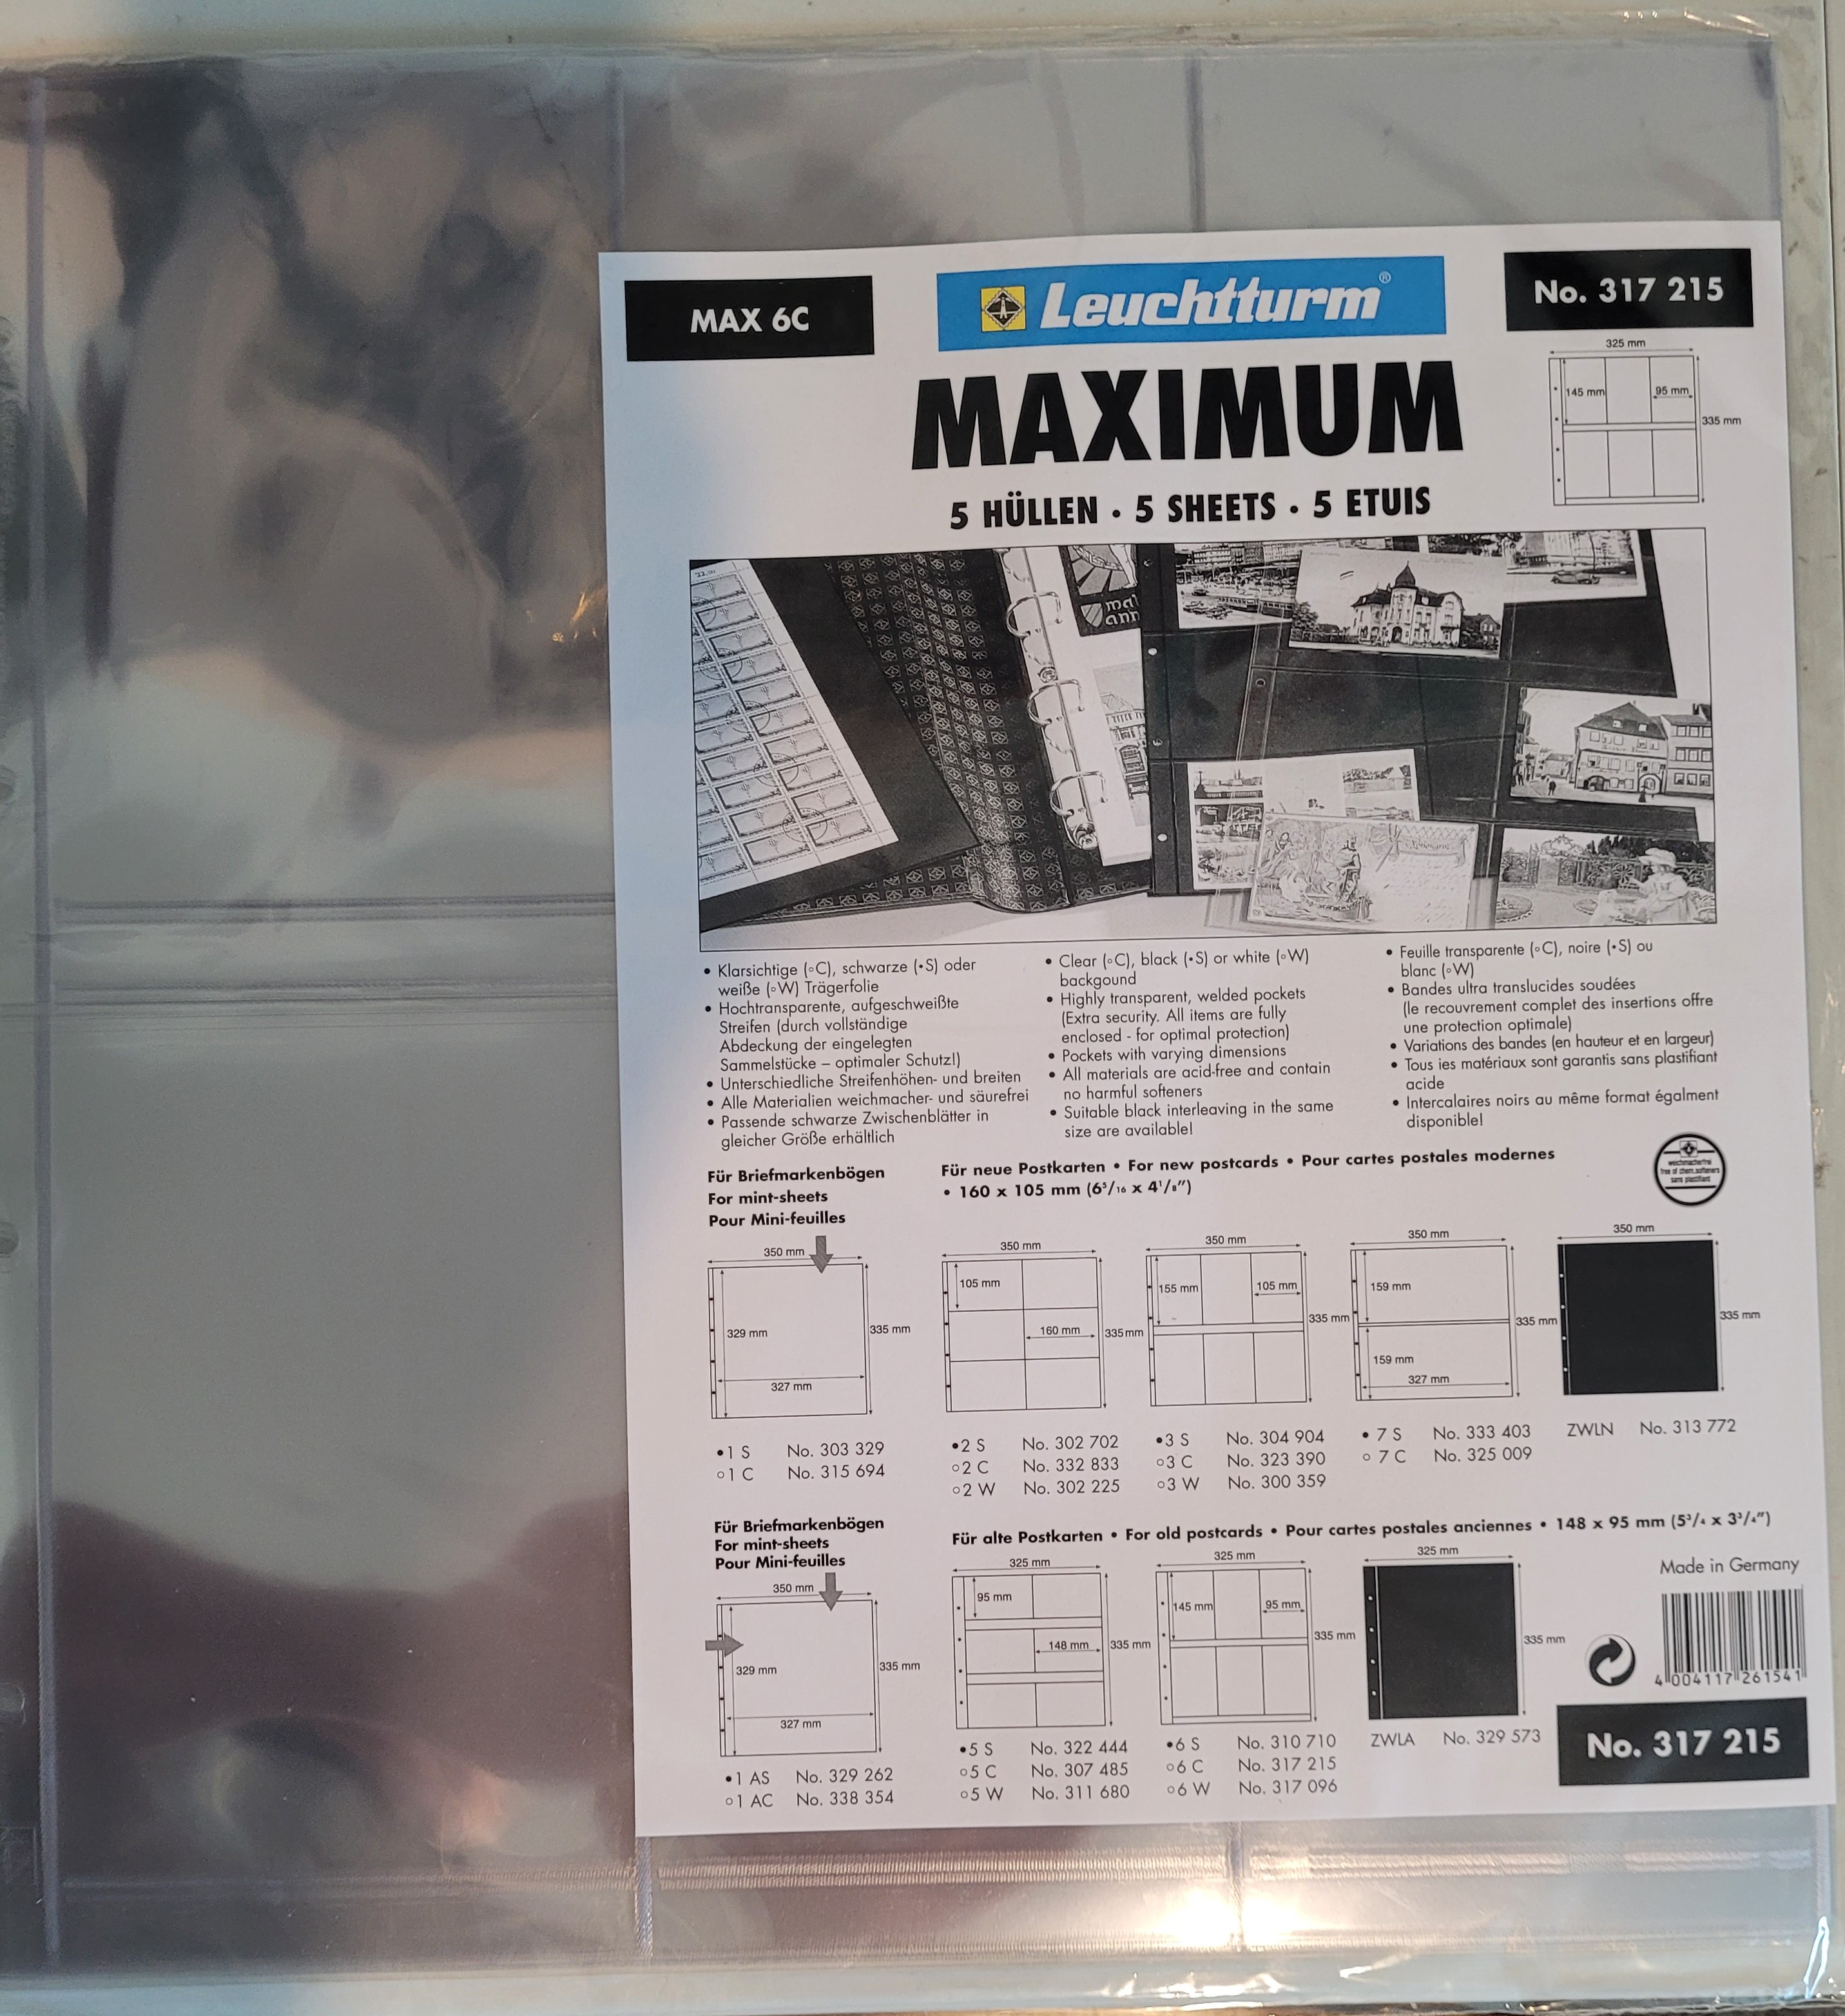 MAX 6C
Leuchtturm®
No. 317 215
MAXIMUM
5 HÜLLEN • 5 SHEETS • 5 ETUIS
325 mm
145 mm
95 mm
335 mm
• Klarsichtige (◦C), schwarze (•S) oder
weiße (◦W) Trägerfolie
• Hochtransparente, aufgeschweißte
Streifen (durch vollständige
Abdeckung der eingelegten
Sammelstücke – optimaler Schutz!)
• Unterschiedliche Streifenhöhen- und breiten
• Alle Materialien weichmacher- und säurefrei
• Passende schwarze Zwischenblätter in
gleicher Größe erhältlich
• Clear (◦C), black (•S) or white (◦W)
backgound
• Highly transparent, welded pockets
(Extra security. All items are fully
enclosed - for optimal protection)
• Pockets with varying dimensions
• All materials are acid-free and contain
no harmful softeners
• Suitable black interleaving in the same
size are available!
• Feuille transparente (◦C), noire (•S) ou
blanc (◦W)
• Bandes ultra translucides soudées
(le recouvrement complet des insertions offre
une protection optimale)
• Variations des bandes (en hauteur et en largeur)
• Tous ies matériaux sont garantis sans plastifiant
acide
• Intercalaires noirs au même format égalment
disponible!
weichmacherfrei
free of chem. softeners
sans plastifiant
Für Briefmarkenbögen
For mint-sheets
Pour Mini-feuilles
Für neue Postkarten • For new postcards • Pour cartes postales modernes
• 160 x 105 mm (6⁵/₁₆ x 4¹/₈")
350 mm
329 mm
327 mm
335 mm
350 mm
105 mm
160 mm
335 mm
350 mm
155 mm
105 mm
335 mm
350 mm
159 mm
159 mm
327 mm
335 mm
350 mm
335 mm
•1 S No. 303 329
◦1 C No. 315 694
•2 S No. 302 702
◦2 C No. 332 833
◦2 W No. 302 225
•3 S No. 304 904
◦3 C No. 323 390
◦3 W No. 300 359
• 7 S No. 333 403
◦ 7 C No. 325 009
ZWLN No. 313 772
Für Briefmarkenbögen
For mint-sheets
Pour Mini-feuilles
Für alte Postkarten • For old postcards • Pour cartes postales anciennes • 148 x 95 mm (5³/₄ x 3³/₄")
350 mm
329 mm
327 mm
335 mm
325 mm
95 mm
148 mm
335 mm
325 mm
145 mm
95 mm
335 mm
325 mm
335 mm
•1 AS No. 329 262
◦1 AC No. 338 354
•5 S No. 322 444
◦5 C No. 307 485
◦5 W No. 311 680
•6 S No. 310 710
◦6 C No. 317 215
◦6 W No. 317 096
ZWLA No. 329 573
Made in Germany
4 004117 261541
No. 317 215